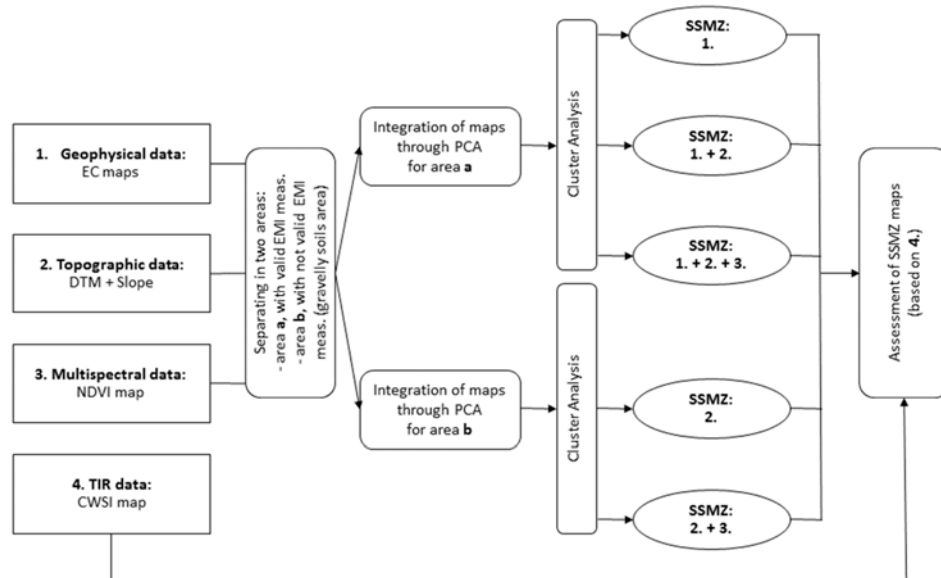 1. Geophysical data:
EC maps
2. Topographic data:
DTM + Slope
3. Multispectral data:
NDVI map
4. TIR data:
CWSI map
Separating in two areas:
- area a, with valid EMI meas.
- area b, with not valid EMI
meas. (gravelly soils area)
Integration of maps
through PCA
for area a
Integration of maps
through PCA
for area b
Cluster Analysis
Cluster Analysis
SSMZ:
1.
SSMZ:
1. + 2.
SSMZ:
1. + 2. + 3.
SSMZ:
2.
SSMZ:
2. + 3.
Assessment of SSMZ maps
(based on 4.)